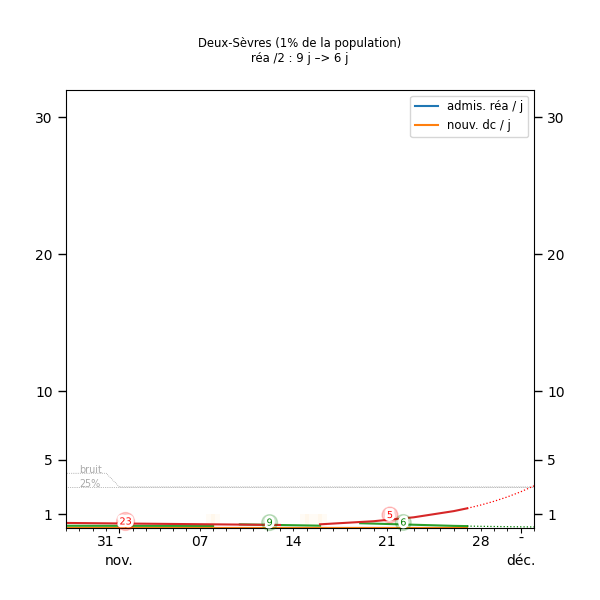 Deux-Sèvres (1% de la population)
réa /2 : 9 j –> 6 j
admis. réa / j
nouv. dc / j
30 30
20 20
10 10
5 5
bruit
25%
1 1
23 9 5 6
31 - 07 14 21 28 -
nov. déc.